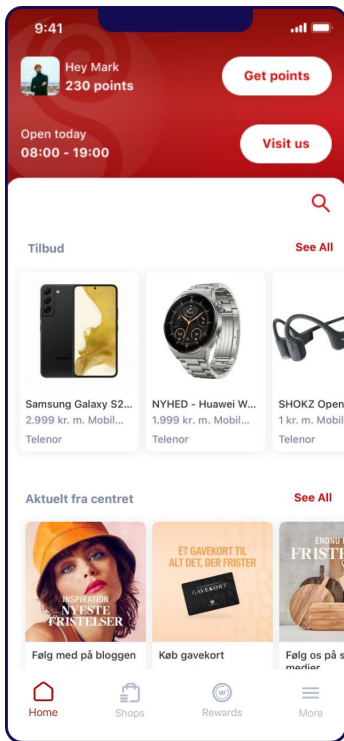 9:41
Hey Mark
230 points
Get points
Open today
08:00 - 19:00
Visit us
Tilbud
See All
Samsung Galaxy S2...
2.999 kr. m. Mobil...
Telenor
NYHED - Huawei W...
1.999 kr. m. Mobil...
Telenor
SHOKZ Open
1 kr. m. Mobil
Telenor
Aktuelt fra centret
See All
INSPIRATION
NYESTE
FRISTELSER
Følg med på bloggen
ÉT GAVEKORT TIL
ALT DET, DER FRISTER
GAVEKORT
Køb gavekort
ENDNU
FRISTE
Følg os på s
medier
Home
Shops
W
Rewards
More